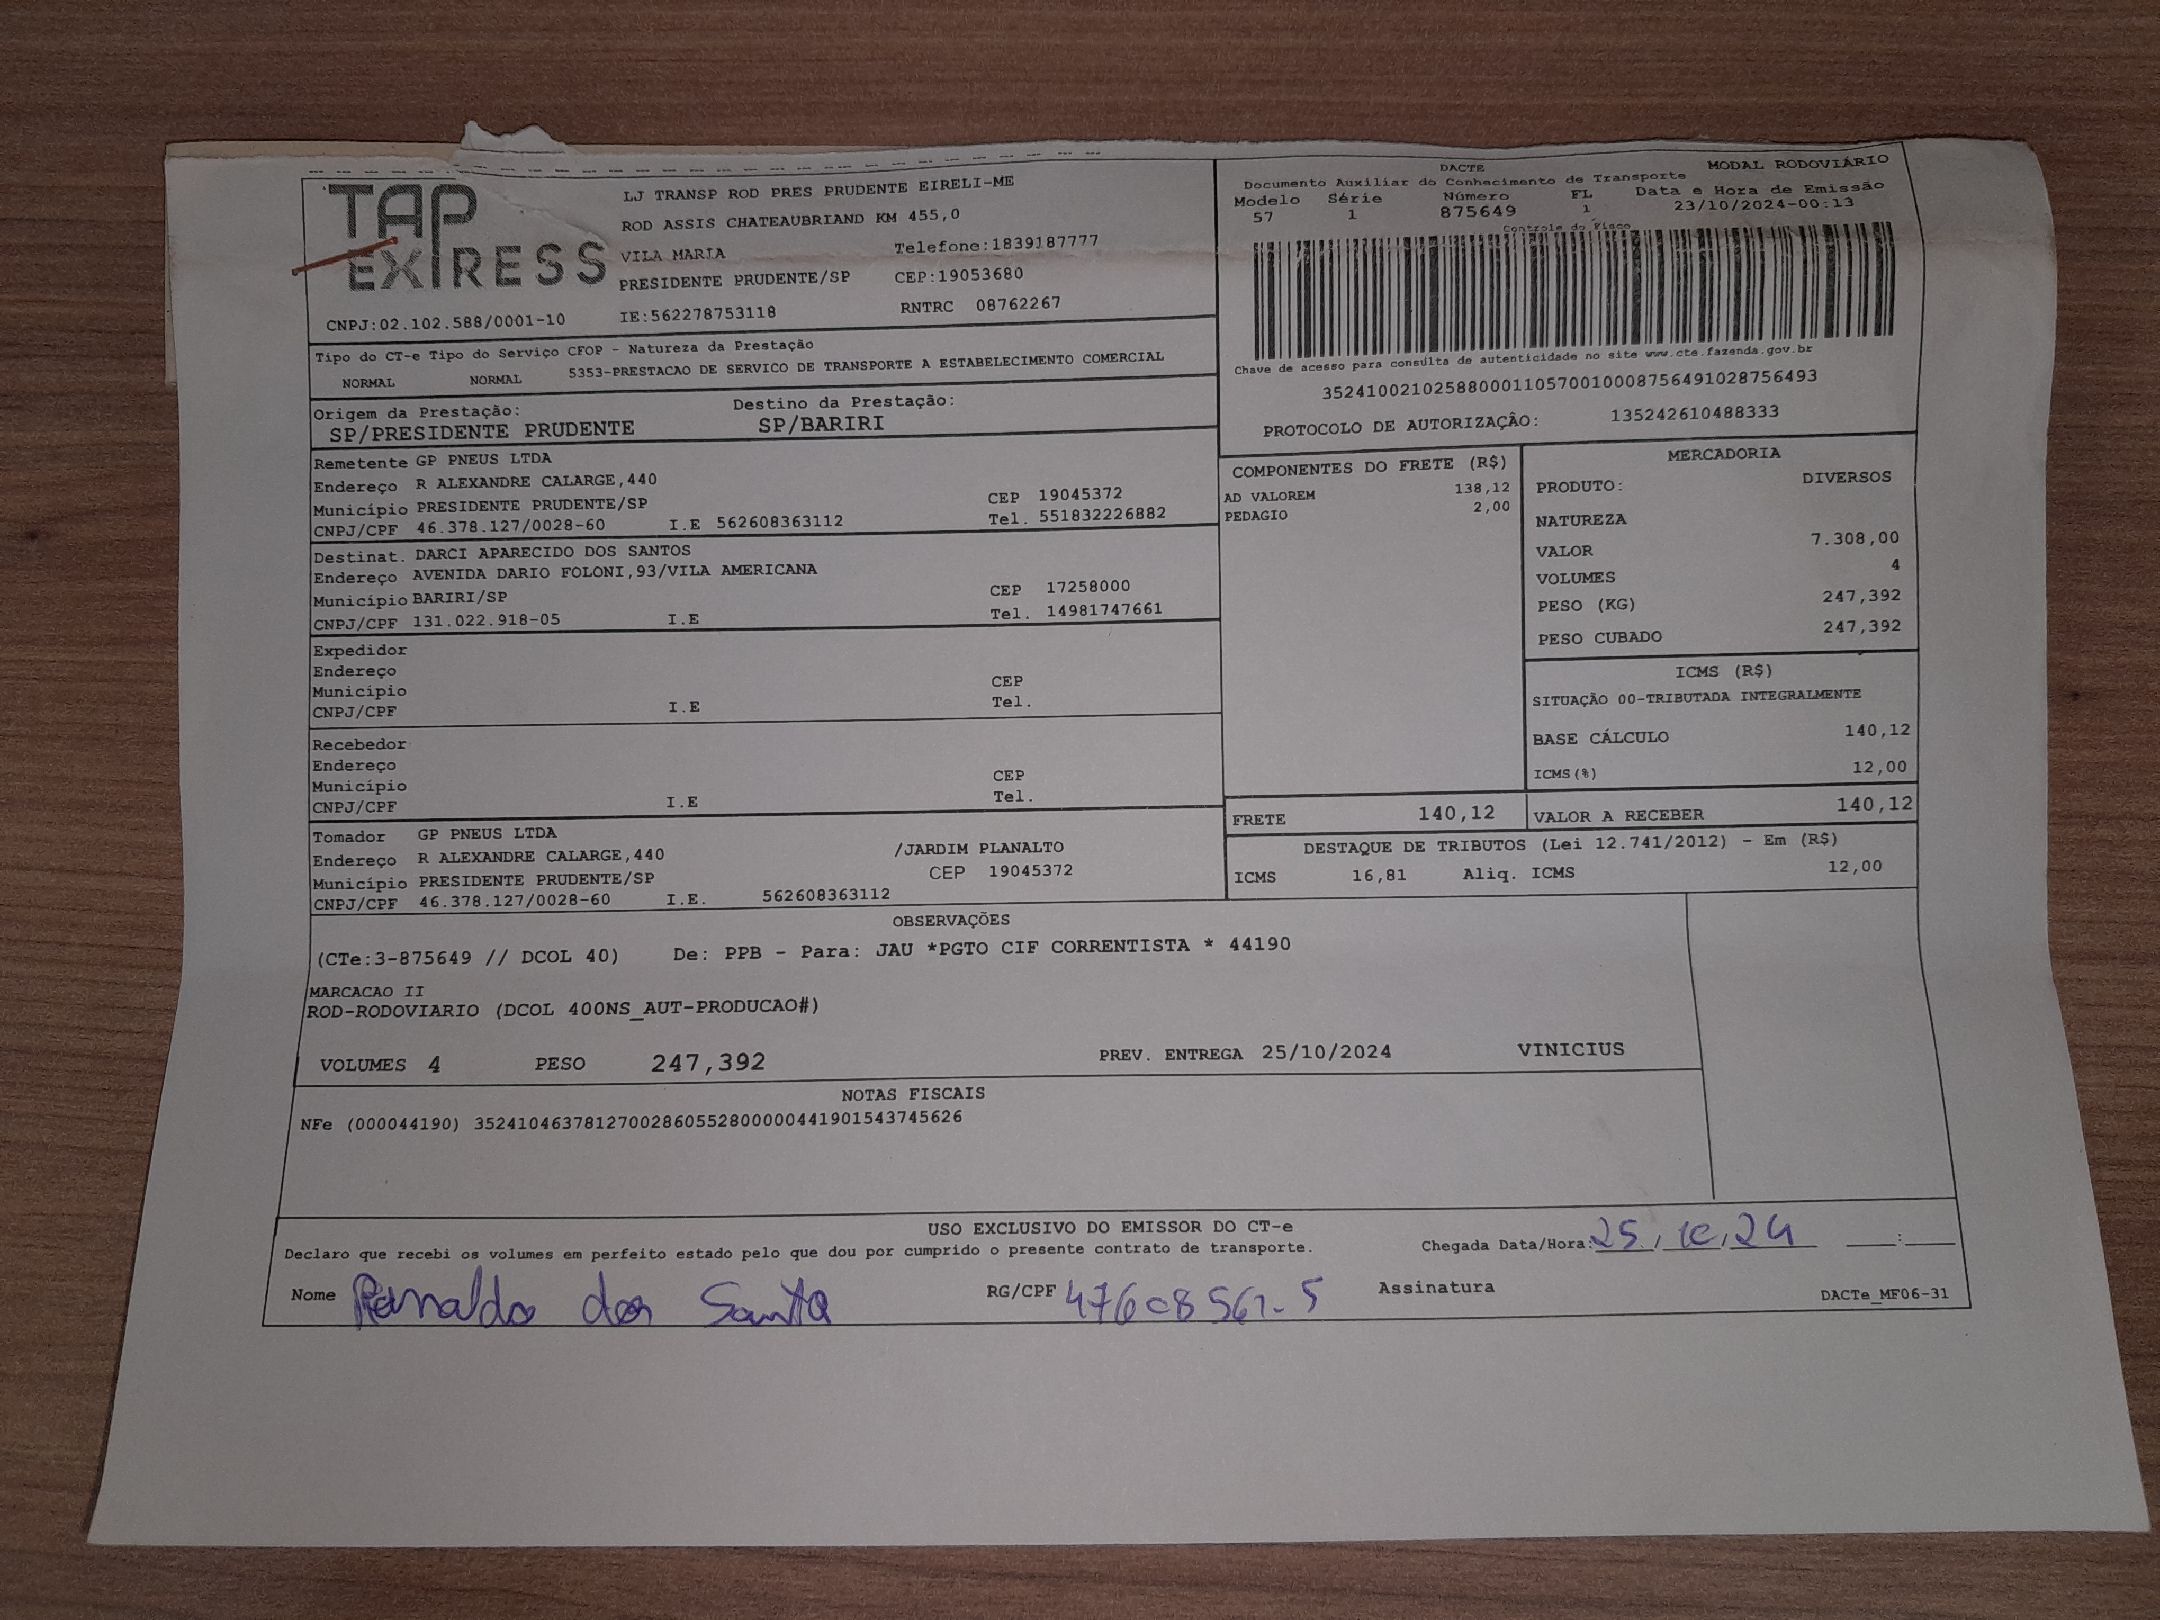 TAP
EXPRESS
CNPJ:02.102.588/0001-10
LJ TRANSP ROD PRES PRUDENTE EIRELI-ME
ROD ASSIS CHATEAUBRIAND KM 455,0
VILA MARIA Telefone:1839187777
PRESIDENTE PRUDENTE/SP CEP:19053680
IE:562278753118 RNTRC 08762267
DACTE MODAL RODOVIÁRIO
Documento Auxiliar do Conhecimento de Transporte
Modelo Série Número FL Data e Hora de Emissão
57 1 875649 1 23/10/2024-00:13
Controle do Fisco
Chave de acesso para consulta de autenticidade no site www.cte.fazenda.gov.br
35241002102588000110570010008756491028756493
PROTOCOLO DE AUTORIZAÇÂO: 135242610488333
Tipo do CT-e Tipo do Serviço CFOP - Natureza da Prestação
NORMAL NORMAL 5353-PRESTACAO DE SERVICO DE TRANSPORTE A ESTABELECIMENTO COMERCIAL
Origem da Prestação: Destino da Prestação:
SP/PRESIDENTE PRUDENTE SP/BARIRI
Remetente GP PNEUS LTDA
Endereço R ALEXANDRE CALARGE,440
Município PRESIDENTE PRUDENTE/SP CEP 19045372
CNPJ/CPF 46.378.127/0028-60 I.E 562608363112 Tel. 551832226882
Destinat. DARCI APARECIDO DOS SANTOS
Endereço AVENIDA DARIO FOLONI,93/VILA AMERICANA
Município BARIRI/SP CEP 17258000
CNPJ/CPF 131.022.918-05 I.E Tel. 14981747661
Expedidor
Endereço
Município CEP
CNPJ/CPF I.E Tel.
Recebedor
Endereço
Município CEP
CNPJ/CPF I.E Tel.
Tomador GP PNEUS LTDA
Endereço R ALEXANDRE CALARGE,440 /JARDIM PLANALTO
Município PRESIDENTE PRUDENTE/SP CEP 19045372
CNPJ/CPF 46.378.127/0028-60 I.E. 562608363112
COMPONENTES DO FRETE (R$)
AD VALOREM 138,12
PEDAGIO 2,00
MERCADORIA
PRODUTO: DIVERSOS
NATUREZA
VALOR 7.308,00
VOLUMES 4
PESO (KG) 247,392
PESO CUBADO 247,392
ICMS (R$)
SITUAÇÃO 00-TRIBUTADA INTEGRALMENTE
BASE CÁLCULO 140,12
ICMS(%) 12,00
FRETE 140,12 VALOR A RECEBER 140,12
DESTAQUE DE TRIBUTOS (Lei 12.741/2012) - Em (R$)
ICMS 16,81 Aliq. ICMS 12,00
OBSERVAÇÕES
(CTe:3-875649 // DCOL 40) De: PPB - Para: JAU *PGTO CIF CORRENTISTA * 44190
MARCACAO II
ROD-RODOVIARIO (DCOL 400NS_AUT-PRODUCAO#)
VOLUMES 4 PESO 247,392 PREV. ENTREGA 25/10/2024 VINICIUS
NOTAS FISCAIS
NFe (000044190) 35241046378127002860552800000441901543745626
USO EXCLUSIVO DO EMISSOR DO CT-e
Declaro que recebi os volumes em perfeito estado pelo que dou por cumprido o presente contrato de transporte. Chegada Data/Hora: 25, 10, 24 :
Nome Ranaldo dos Santo RG/CPF Assinatura DACTe_MF06-31